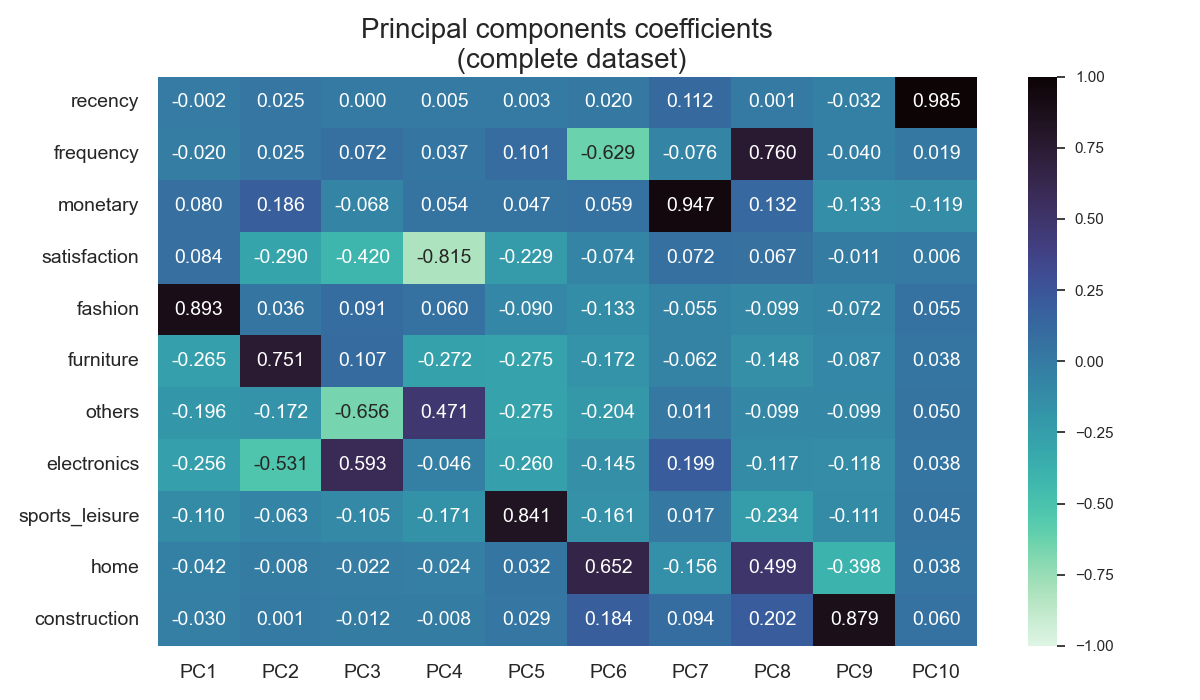 Principal components coefficients
(complete dataset)
recency -0.002 0.025 0.000 0.005 0.003 0.020 0.112 0.001 -0.032 0.985
frequency -0.020 0.025 0.072 0.037 0.101 -0.629 -0.076 0.760 -0.040 0.019
monetary 0.080 0.186 -0.068 0.054 0.047 0.059 0.947 0.132 -0.133 -0.119
satisfaction 0.084 -0.290 -0.420 -0.815 -0.229 -0.074 0.072 0.067 -0.011 0.006
fashion 0.893 0.036 0.091 0.060 -0.090 -0.133 -0.055 -0.099 -0.072 0.055
furniture -0.265 0.751 0.107 -0.272 -0.275 -0.172 -0.062 -0.148 -0.087 0.038
others -0.196 -0.172 -0.656 0.471 -0.275 -0.204 0.011 -0.099 -0.099 0.050
electronics -0.256 -0.531 0.593 -0.046 -0.260 -0.145 0.199 -0.117 -0.118 0.038
sports_leisure -0.110 -0.063 -0.105 -0.171 0.841 -0.161 0.017 -0.234 -0.111 0.045
home -0.042 -0.008 -0.022 -0.024 0.032 0.652 -0.156 0.499 -0.398 0.038
construction -0.030 0.001 -0.012 -0.008 0.029 0.184 0.094 0.202 0.879 0.060
PC1 PC2 PC3 PC4 PC5 PC6 PC7 PC8 PC9 PC10
1.00
0.75
0.50
0.25
0.00
−0.25
−0.50
−0.75
−1.00